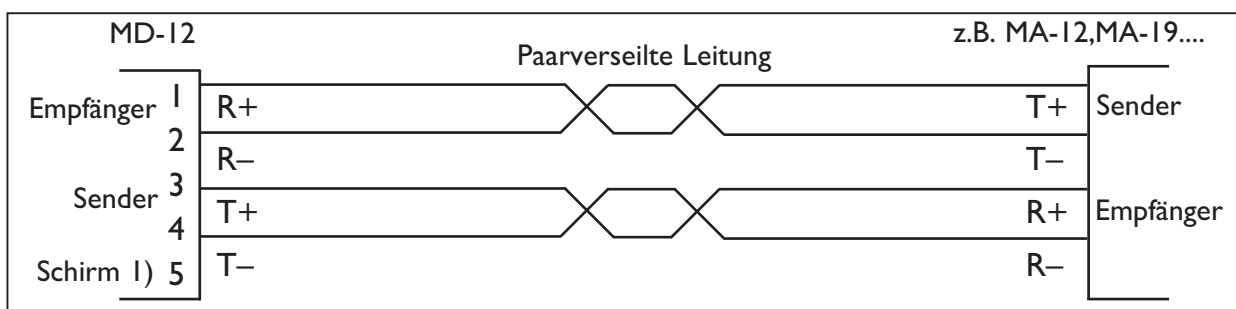 MD-12 z.B. MA-12,MA-19....
Paarverseilte Leitung
Empfänger 1 R+ T+ Sender
2 R– T–
Sender 3 T+ R+ Empfänger
4
Schirm 1) 5 T– R–